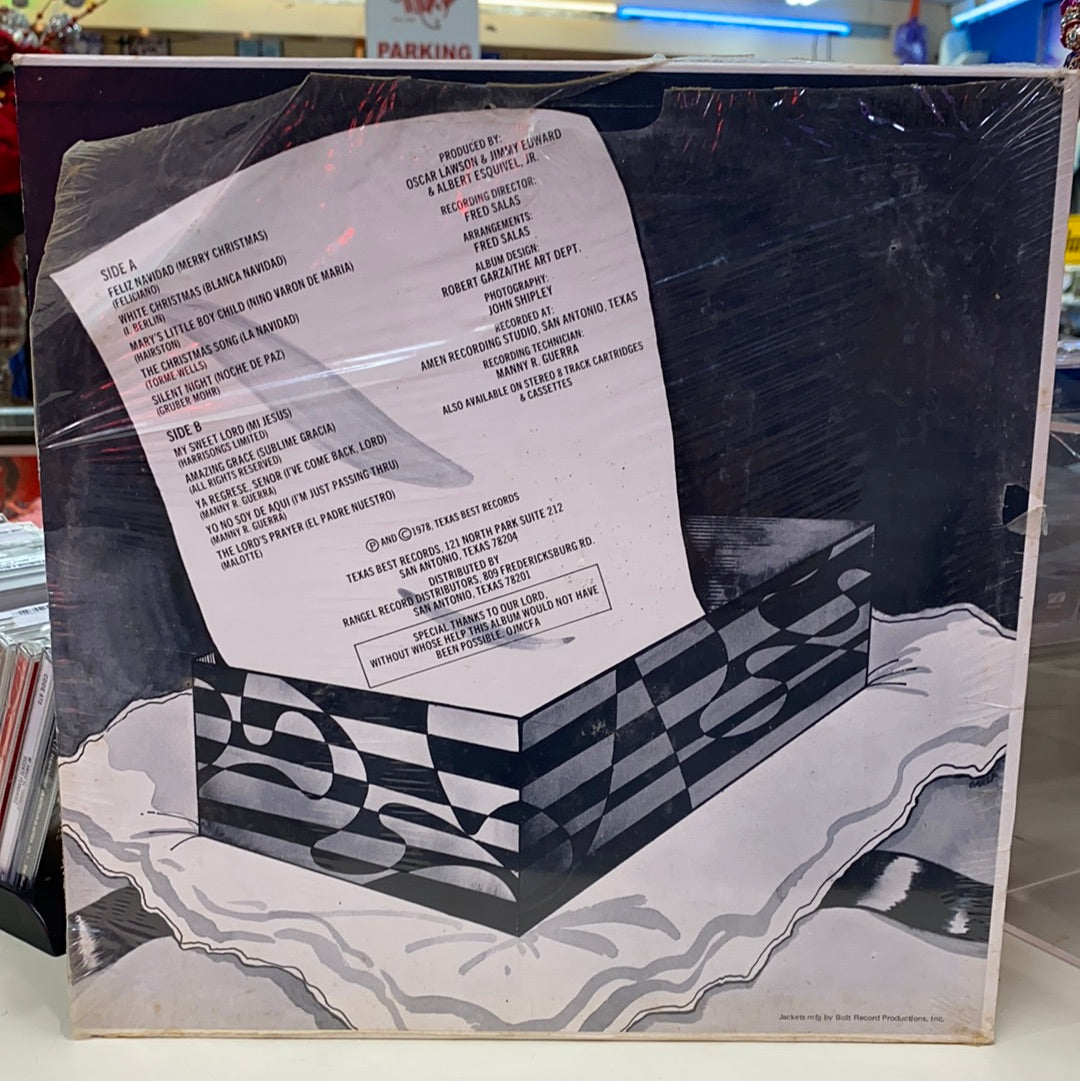 PARKING
SIDE A
FELIZ NAVIDAD (MERRY CHRISTMAS)
(FELICIANO)
WHITE CHRISTMAS (BLANCA NAVIDAD)
(I. BERLIN)
MARY'S LITTLE BOY CHILD (NINO VARON DE MARIA)
(HAIRSTON)
THE CHRISTMAS SONG (LA NAVIDAD)
(TORME-WELLS)
SILENT NIGHT (NOCHE DE PAZ)
(GRUBER MOHR)
SIDE B
MY SWEET LORD (MI JESUS)
(HARRISONGS LIMITED)
AMAZING GRACE (SUBLIME GRACIA)
(ALL RIGHTS RESERVED)
YA REGRESE, SENOR (I'VE COME BACK, LORD)
(MANNY R. GUERRA)
YO NO SOY DE AQUI (I'M JUST PASSING THRU)
(MANNY R. GUERRA)
THE LORD'S PRAYER (EL PADRE NUESTRO)
(MALOTTE)
PRODUCED BY:
OSCAR LAWSON & JIMMY EDWARD
& ALBERT ESQUIVEL, JR.
RECORDING DIRECTOR:
FRED SALAS
ARRANGEMENTS:
FRED SALAS
ALBUM DESIGN:
ROBERT GARZA/THE ART DEPT.
PHOTOGRAPHY:
JOHN SHIPLEY
RECORDED AT:
AMEN RECORDING STUDIO, SAN ANTONIO, TEXAS
RECORDING TECHNICIAN:
MANNY R. GUERRA
ALSO AVAILABLE ON STEREO 8 TRACK CARTRIDGES
& CASSETTES
Ⓟ AND © 1978, TEXAS BEST RECORDS
TEXAS BEST RECORDS, 121 NORTH PARK SUITE 212
SAN ANTONIO, TEXAS 78204
DISTRIBUTED BY
RANGEL RECORD DISTRIBUTORS, 809 FREDERICKSBURG RD.
SAN ANTONIO, TEXAS 78201
SPECIAL THANKS TO OUR LORD,
WITHOUT WHOSE HELP THIS ALBUM WOULD NOT HAVE
BEEN POSSIBLE. OJMCFA
Jackets mfg by Bolt Record Productions, Inc.